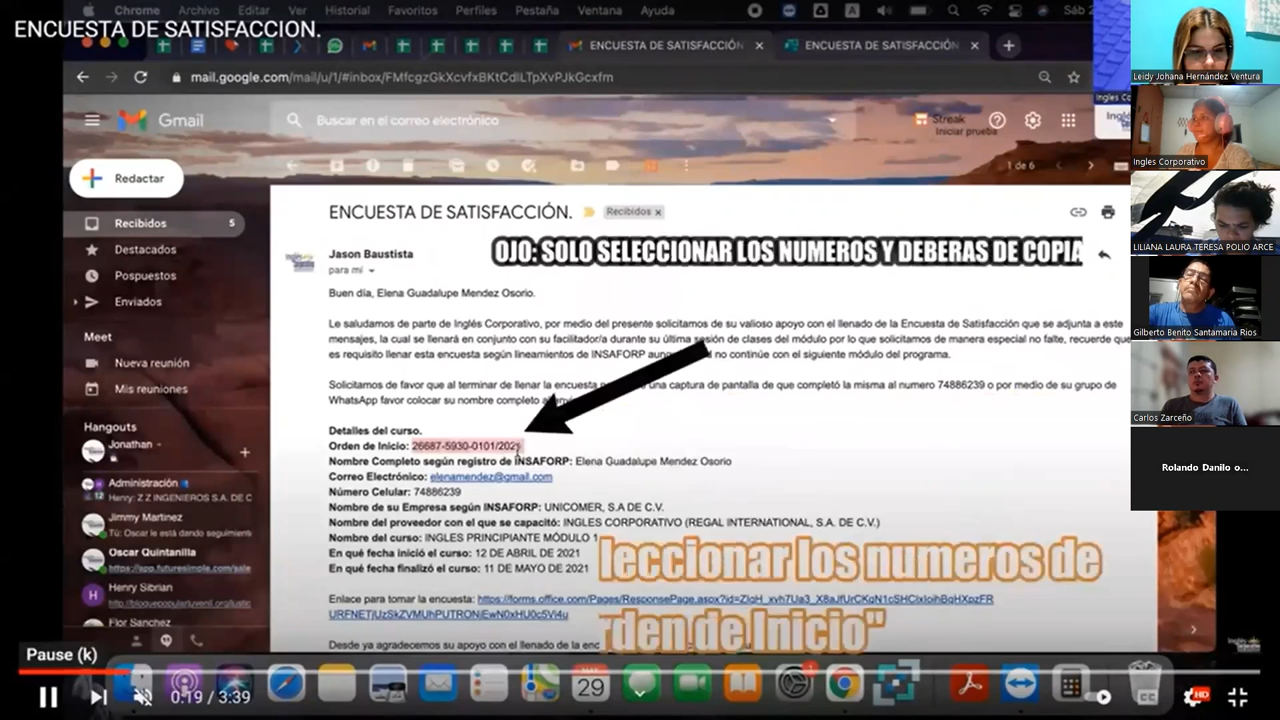 Chrome Archivo Editar Ver Historial Favoritos Perfiles Pestaña Ventana Ayuda
ENCUESTA DE SATISFACCION.
ENCUESTA DE SATISFACCIÓN
ENCUESTA DE SATISFACCIÓN
mail.google.com/mail/u/1/#inbox/FMfcgzGkXcvfxBKtCdlLTpXvPJkGcxfm
Gmail
Buscar en el correo electrónico
Streak
Iniciar prueba
Redactar
1 de 6
Recibidos 5
Destacados
Pospuestos
Enviados
Meet
Nueva reunión
Mis reuniones
Hangouts
Jonathan
Administración
Henry: Z Z INGENIEROS S.A. DE C
Jimmy Martinez
Tú: Oscar le está dando seguimiento
Oscar Quintanilla
https://app.futuresimple.com/sale
Henry Sibrian
Flor Sanchez
ENCUESTA DE SATISFACCIÓN.
Recibidos x
Jason Baustista
para mí
OJO: SOLO SELECCIONAR LOS NUMEROS Y DEBERAS DE COPIA
Buen día, Elena Guadalupe Mendez Osorio.
Le saludamos de parte de Inglés Corporativo, por medio del presente solicitamos de su valioso apoyo con el llenado de la Encuesta de Satisfacción que se adjunta a este
mensajes, la cual se llenará en conjunto con su facilitador/a durante su última sesión de clases del módulo por lo que solicitamos de manera especial no falte, recuerde que
es requisito llenar esta encuesta según lineamientos de INSAFORP no continúe con el siguiente módulo del programa.
Solicitamos de favor que al terminar de llenar la encuesta una captura de pantalla de que completó la misma al numero 74886239 o por medio de su grupo de
WhatsApp favor colocar su nombre completo al
Detalles del curso.
Orden de Inicio: 26687-5930-0101/2021
Nombre Completo según registro de INSAFORP: Elena Guadalupe Mendez Osorio
Correo Electrónico: elenamendez@gmail.com
Número Celular: 74886239
Nombre de su Empresa según INSAFORP: UNICOMER, S.A DE C.V.
Nombre del proveedor con el que se capacitó: INGLES CORPORATIVO (REGAL INTERNATIONAL, S.A. DE C.V.)
Nombre del curso: INGLES PRINCIPIANTE MÓDULO 1
En qué fecha inició el curso: 12 DE ABRIL DE 2021
En qué fecha finalizó el curso: 11 DE MAYO DE 2021
leccionar los numeros de
rden de Inicio"
Enlace para tomar la encuesta:
Desde ya agradecemos su apoyo con el llenado de la enc
Pause (k)
0:19 / 3:39
29
HD
Leidy Johana Hernández Ventura
Ingles Corporativo
LILIANA LAURA TERESA POLIO ARCE
Gilberto Benito Santamaria Rios
Carlos Zarceño
Rolando Danilo o...